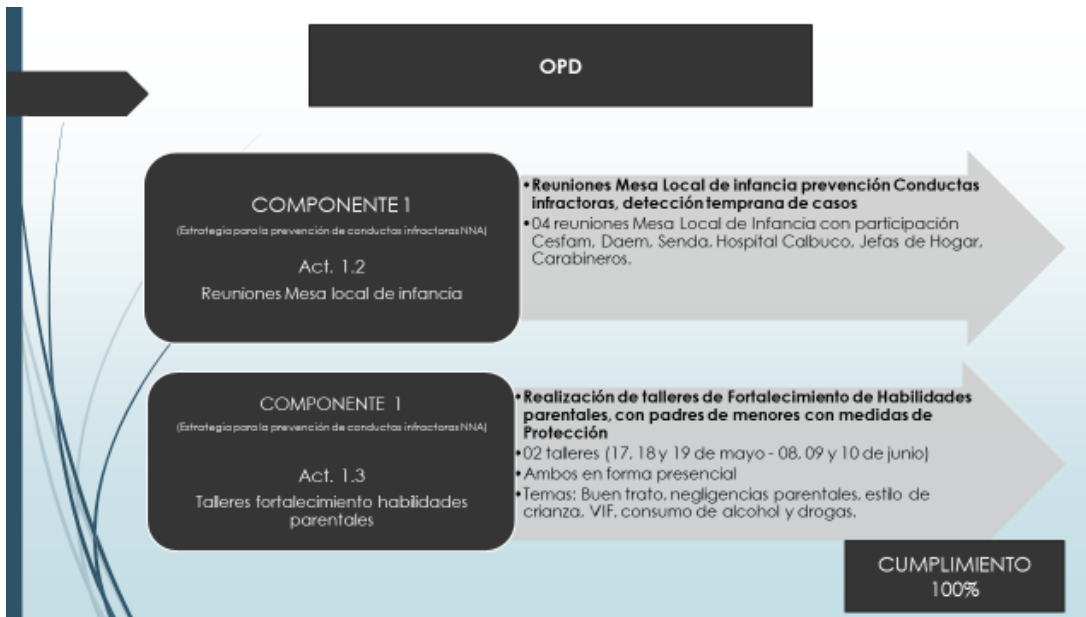 OPD
COMPONENTE 1
(Estrategia para la prevención de conductas infractoras NNA)
Act. 1.2
Reuniones Mesa local de infancia
•Reuniones Mesa Local de infancia prevención Conductas
infractoras, detección temprana de casos
•04 reuniones Mesa Local de Infancia con participación
Cesfam, Daem, Senda, Hospital Calbuco, Jefas de Hogar,
Carabineros.
COMPONENTE 1
(Estrategia para la prevención de conductas infractoras NNA)
Act. 1.3
Talleres fortalecimiento habilidades
parentales
•Realización de talleres de Fortalecimiento de Habilidades
parentales, con padres de menores con medidas de
Protección
•02 talleres (17, 18 y 19 de mayo - 08, 09 y 10 de junio)
•Ambos en forma presencial
•Temas: Buen trato, negligencias parentales, estilo de
crianza, VIF, consumo de alcohol y drogas.
CUMPLIMIENTO
100%